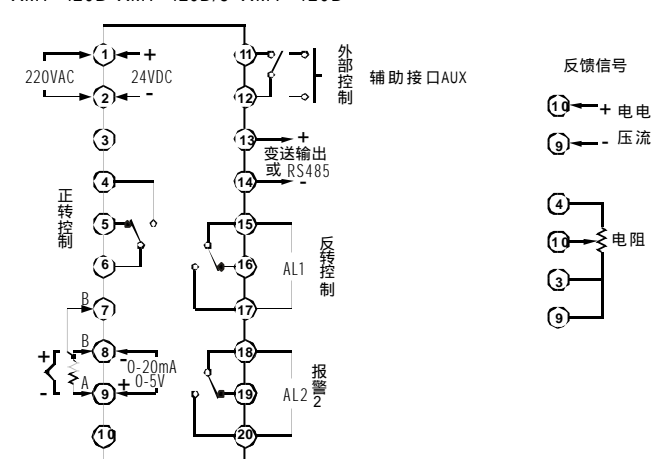 1
+
220VAC
24VDC
2
-
3
4
正转控制
5
6
B
7
B
8
+
-
0-20mA
0-5V
-
A
9
+
10
11
12
外部控制
辅助接口AUX
13
+
变送输出
或 RS485
14
-
15
16
AL1
反转控制
17
18
19
AL2
报警2
20
反馈信号
10
+ 电电
9
- 压流
4
10
电阻
3
9